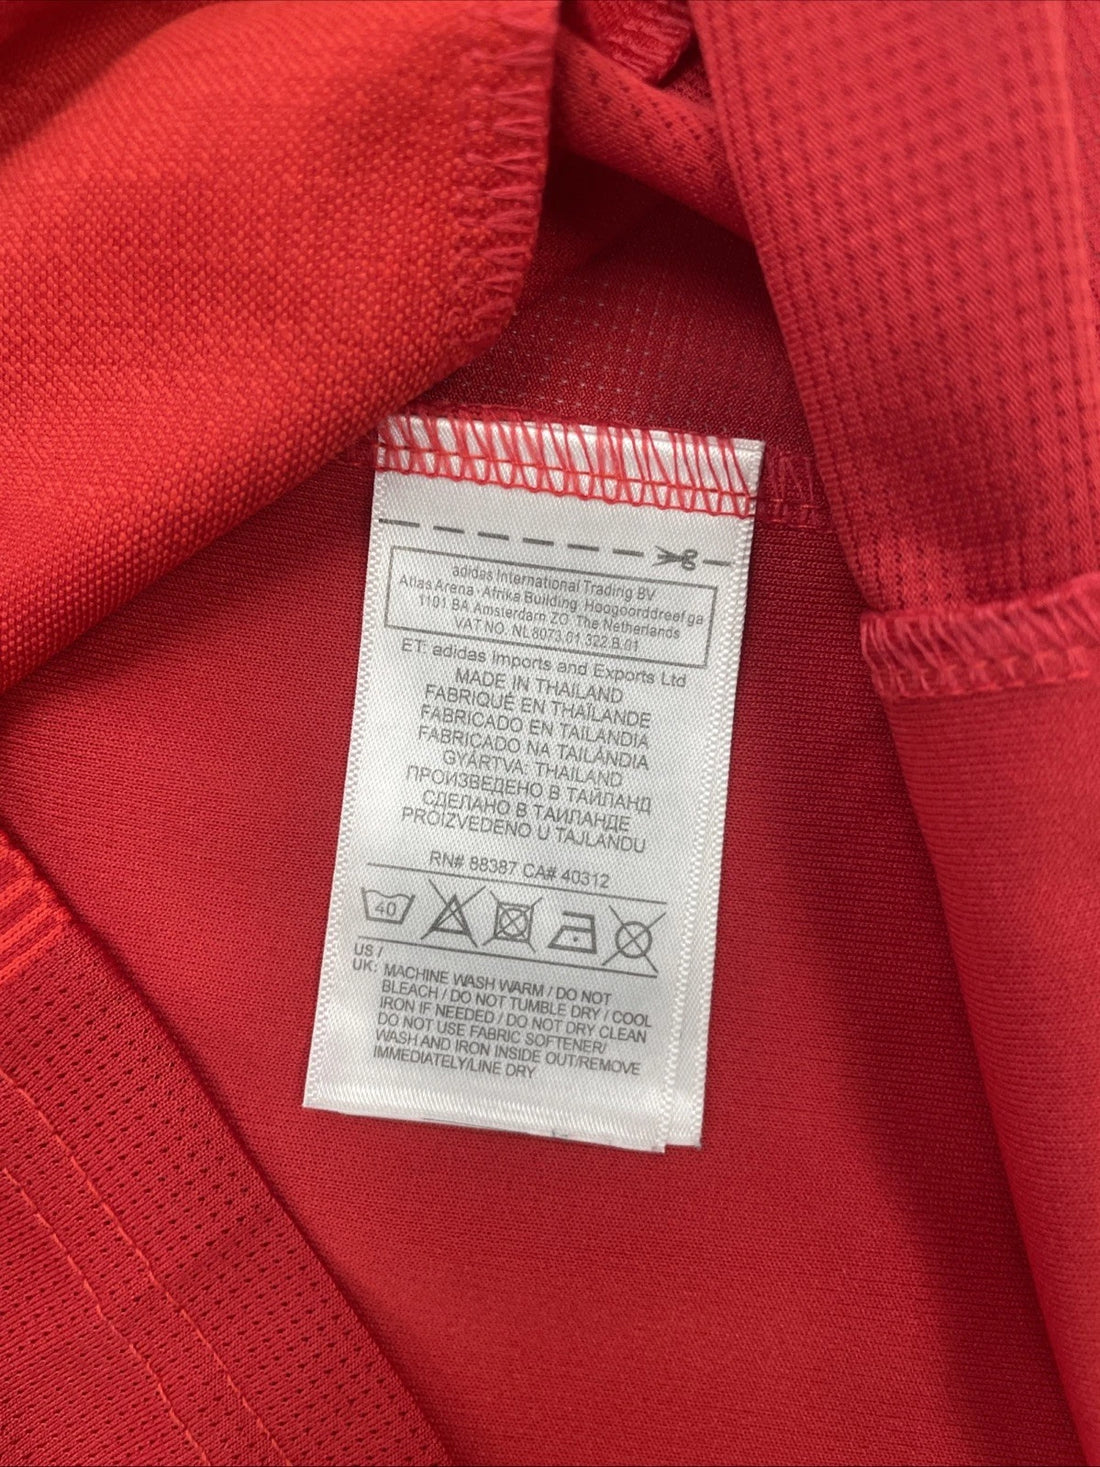 adidas International Trading BV
Atlas Arena · Afrika Building Hoogoorddreef 9a
1101 BA Amsterdam ZO The Netherlands
VAT NO. NL 8073.01.322.B.01
ET: adidas Imports and Exports Ltd
MADE IN THAILAND
FABRIQUÉ EN THAÏLANDE
FABRICADO EN TAILANDIA
FABRICADO NA TAILÂNDIA
GYÁRTVA: THAILAND
ПРОИЗВЕДЕНО В ТАЙЛАНД
СДЕЛАНО В ТАИЛАНДЕ
PROIZVEDENO U TAJLANDU
RN# 88387 CA# 40312
40
US /
UK: MACHINE WASH WARM / DO NOT
BLEACH / DO NOT TUMBLE DRY / COOL
IRON IF NEEDED / DO NOT DRY CLEAN
DO NOT USE FABRIC SOFTENER/
WASH AND IRON INSIDE OUT/REMOVE
IMMEDIATELY/LINE DRY